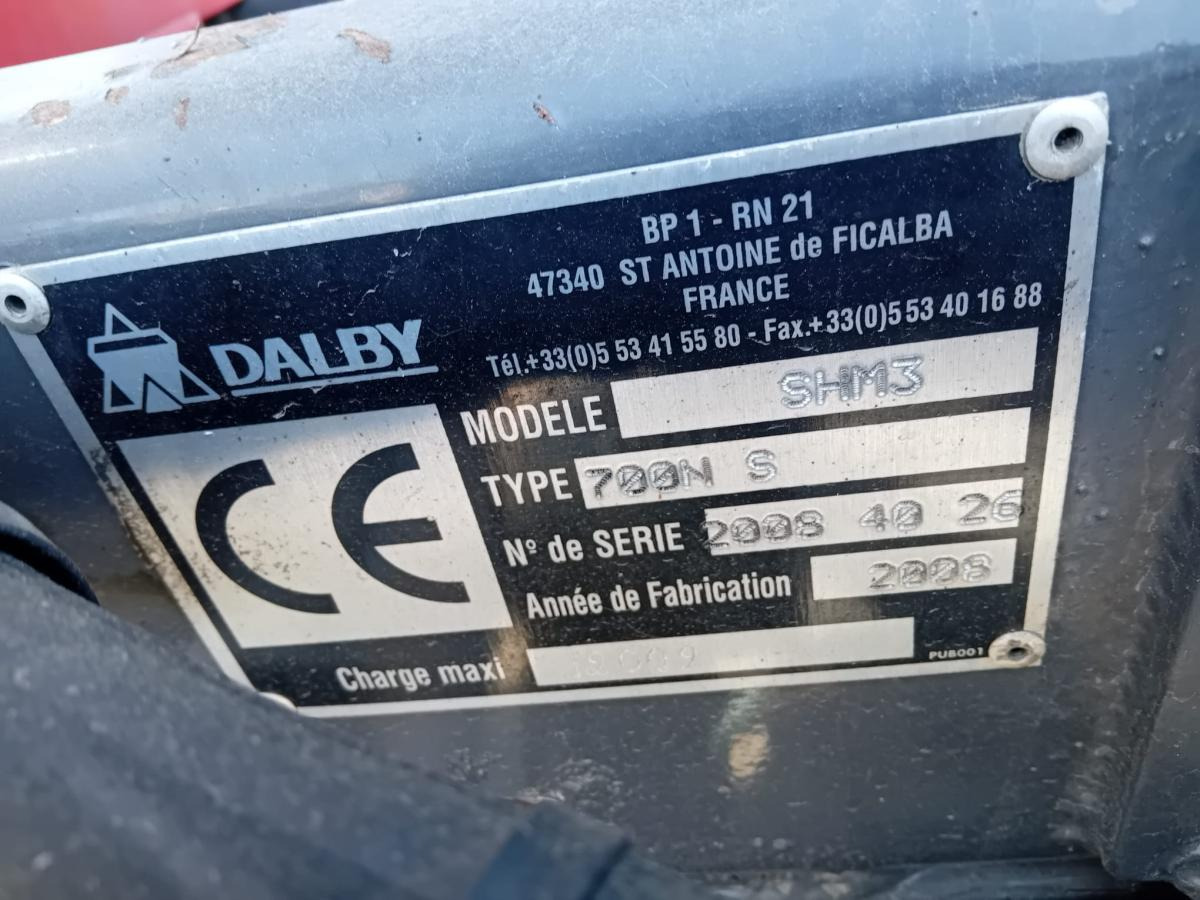 BP 1 - RN 21
47340 ST ANTOINE de FICALBA
FRANCE
Tél.+33(0)5 53 41 55 80 - Fax.+33(0)5 53 40 16 88
DALBY
CE
MODELE SHM3
TYPE 700N S
Nº de SERIE 2008 40 26
Année de Fabrication 2008
Charge maxi
PUB001